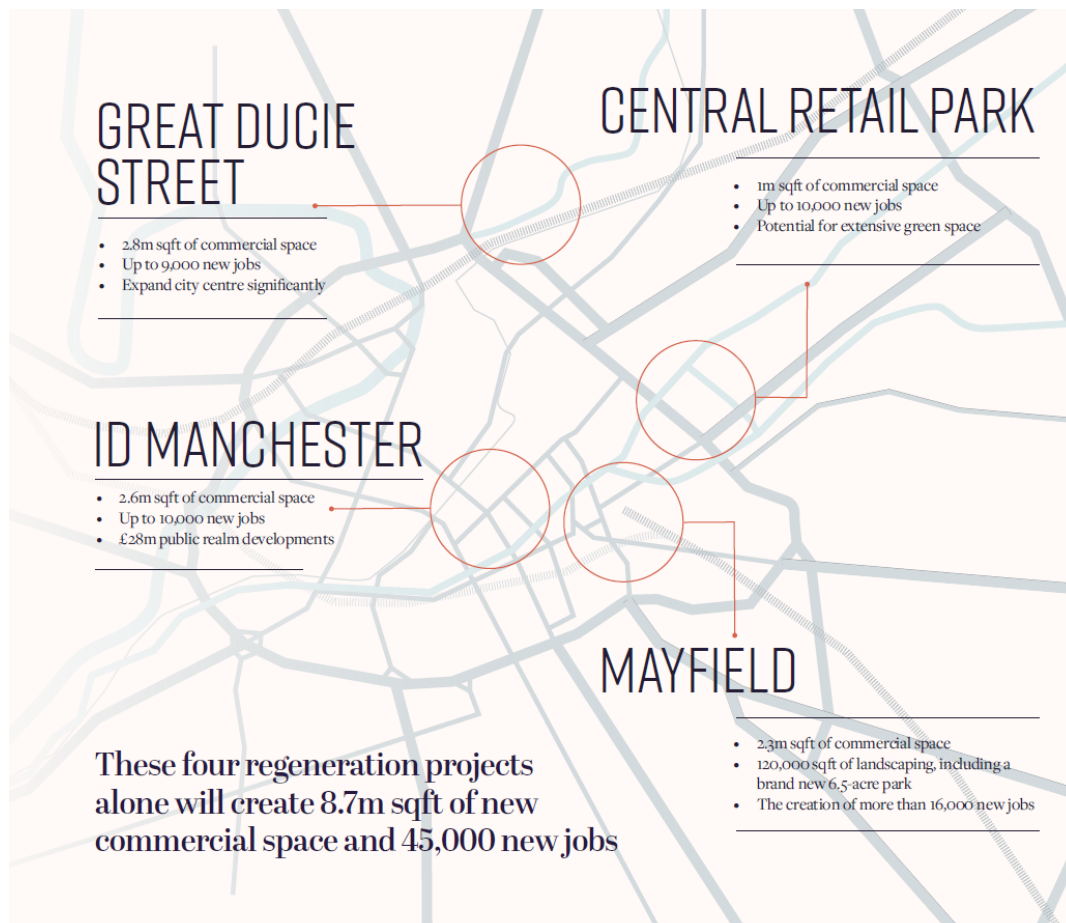 GREAT DUCIE
STREET
• 2.8m sqft of commercial space
• Up to 9,000 new jobs
• Expand city centre significantly
CENTRAL RETAIL PARK
• 1m sqft of commercial space
• Up to 10,000 new jobs
• Potential for extensive green space
ID MANCHESTER
• 2.6m sqft of commercial space
• Up to 10,000 new jobs
• £28m public realm developments
MAYFIELD
• 2.3m sqft of commercial space
• 120,000 sqft of landscaping, including a
brand new 6.5-acre park
• The creation of more than 16,000 new jobs
These four regeneration projects
alone will create 8.7m sqft of new
commercial space and 45,000 new jobs